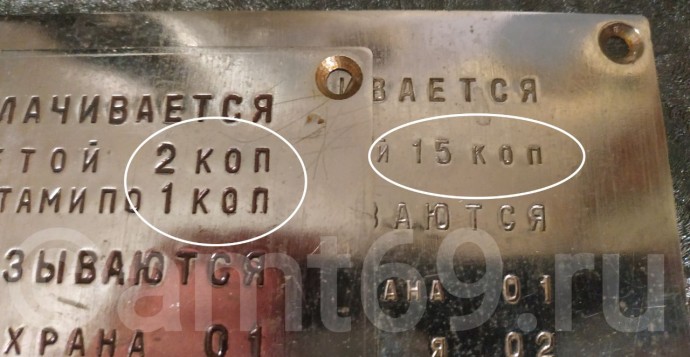 ЛАЧИВАЕТСЯ
ЕТОЙ 2 КОП
ТАМИ ПО 1 КОП
ЗЫВАЮТСЯ
ХРАНА 01
ВАЕТСЯ
Й 15 КОП
ВАЮТСЯ
АНА 01
Я 02
©amt69.ru